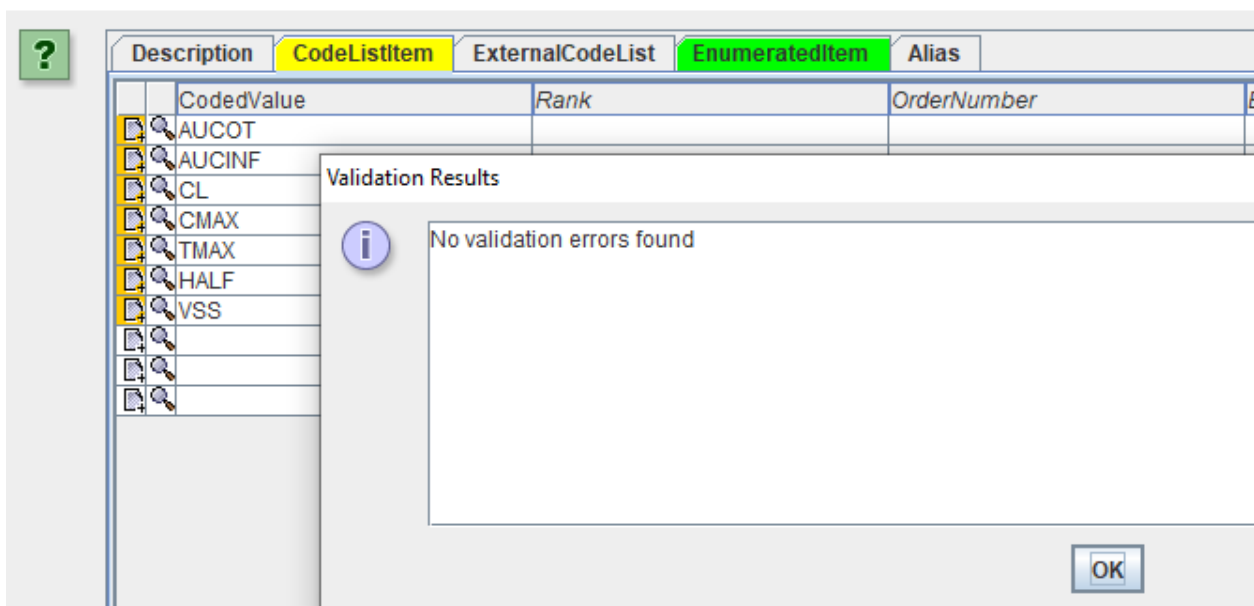 ?
Description CodeListItem ExternalCodeList EnumeratedItem Alias
CodedValue Rank OrderNumber
AUCOT
AUCINF
CL
CMAX
TMAX
HALF
VSS
Validation Results
i
No validation errors found
OK